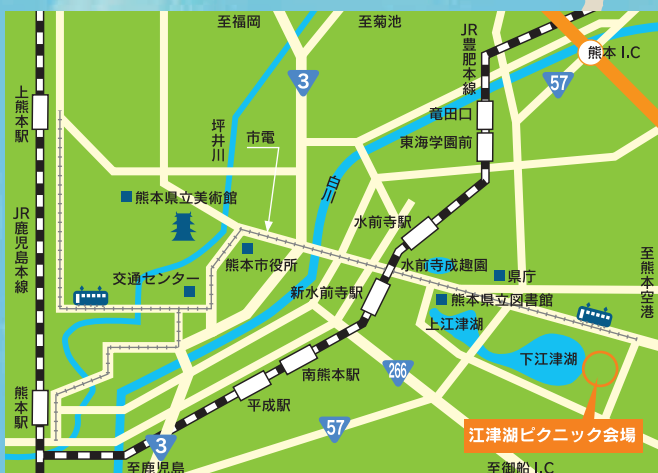 至福岡
至菊池
JR豊肥本線
熊本 I.C
3
57
上熊本駅
坪井川
市電
竜田口
東海学園前
白川
熊本県立美術館
水前寺駅
JR鹿児島本線
熊本市役所
水前寺成趣園
至熊本空港
交通センター
県庁
新水前寺駅
熊本県立図書館
上江津湖
下江津湖
南熊本駅
266
熊本駅
平成駅
57
江津湖ピクニック会場
3
至鹿児島
至御船 J.C